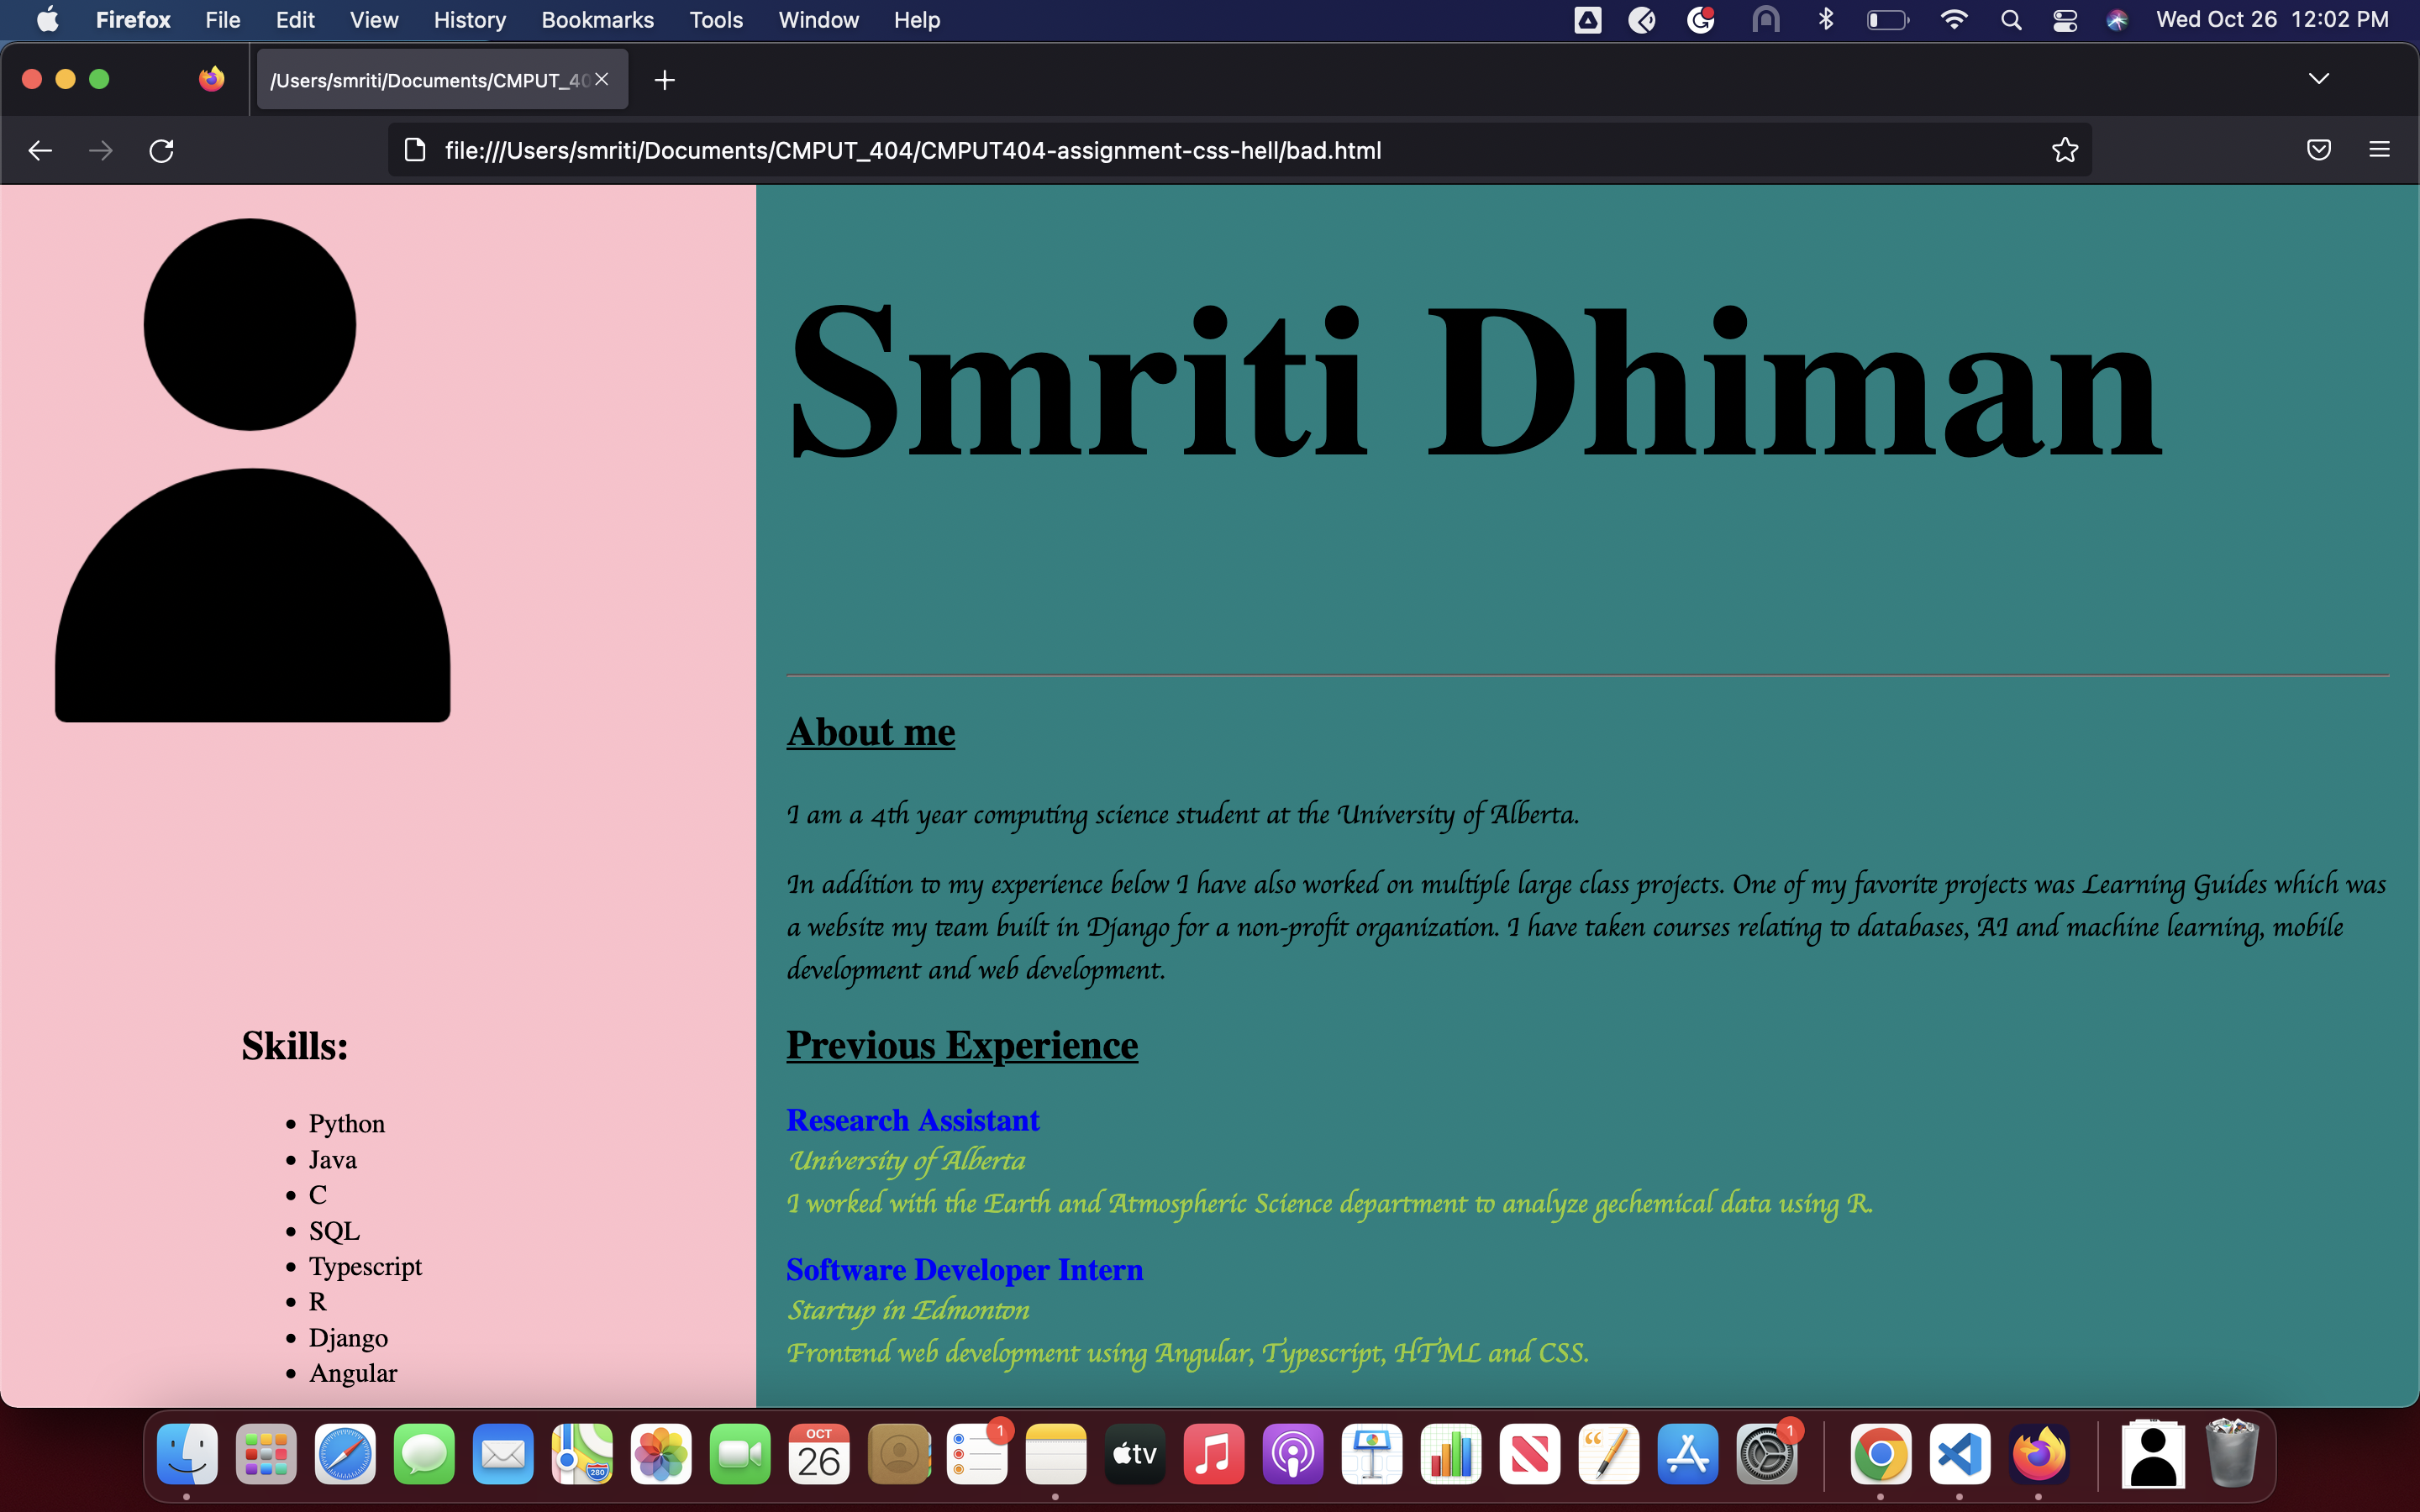 Firefox File Edit View History Bookmarks Tools Window Help Wed Oct 26 12:02 PM
/Users/smriti/Documents/CMPUT_40
file:///Users/smriti/Documents/CMPUT_404/CMPUT404-assignment-css-hell/bad.html
Skills:
Python
Java
C
SQL
Typescript
R
Django
Angular
Smriti Dhiman
About me
I am a 4th year computing science student at the University of Alberta.
In addition to my experience below I have also worked on multiple large class projects. One of my favorite projects was Learning Guides which was
a website my team built in Django for a non-profit organization. I have taken courses relating to databases, AI and machine learning, mobile
development and web development.
Previous Experience
Research Assistant
University of Alberta
I worked with the Earth and Atmospheric Science department to analyze gechemical data using R.
Software Developer Intern
Startup in Edmonton
Frontend web development using Angular, Typescript, HTML and CSS.
280
OCT
26
1
tv
1